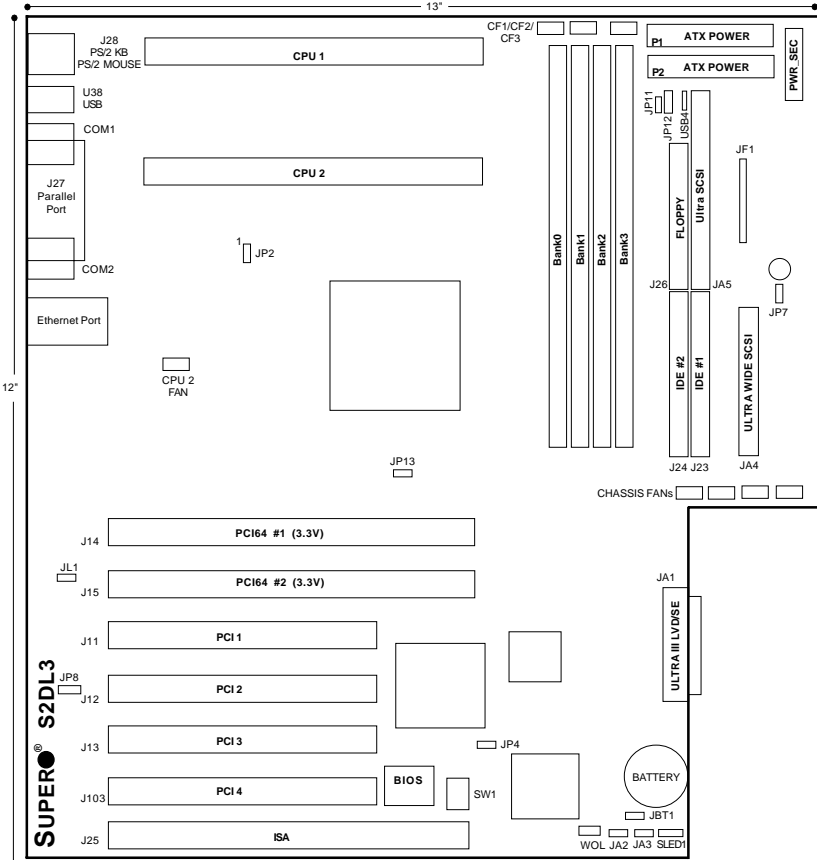 13"
12"
J28
PS/2 KB
PS/2 MOUSE
U38
USB
COM1
J27
Parallel
Port
COM2
Ethernet Port
CPU 1
CPU 2
1
JP2
CPU 2
FAN
JP13
CF1/CF2/
CF3
Bank0
Bank1
Bank2
Bank3
P1 ATX POWER
P2 ATX POWER
PWR_SEC
JP11
JP12
USB4
FLOPPY
Ultra SCSI
JF1
J26
JA5
JP7
IDE #2
IDE #1
ULTRA WIDE SCSI
J24 J23
JA4
CHASSIS FANs
J14
PCI64 #1 (3.3V)
JL1
J15
PCI64 #2 (3.3V)
JA1
ULTRA III LVD/SE
J11
PCI 1
JP8
J12
PCI 2
J13
PCI 3
JP4
J103
PCI 4
BIOS
SW1
BATTERY
JBT1
J25
ISA
WOL
JA2
JA3
SLED1
SUPER® S2DL3